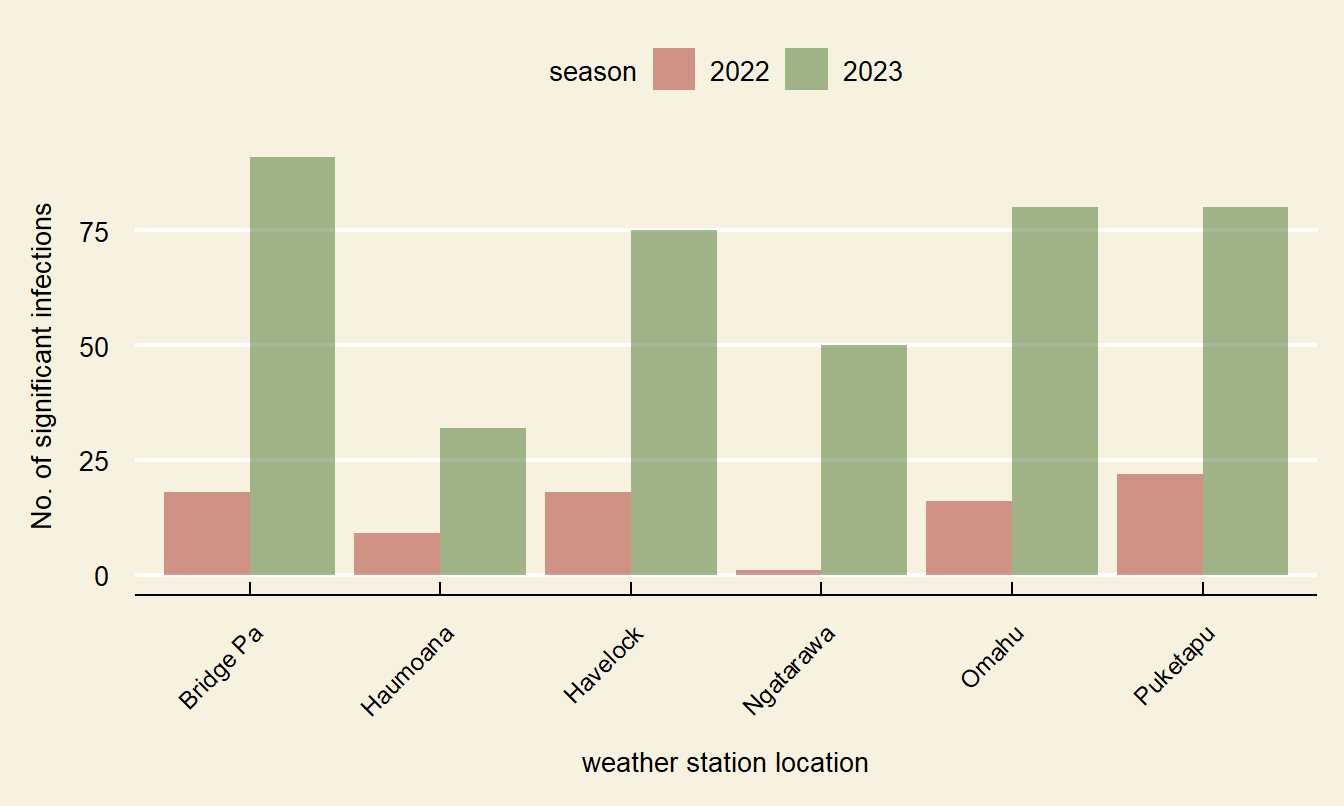 season 2022 2023
No. of significant infections
75
50
25
0
Bridge Pa
Haumoana
Havelock
Ngatarawa
Omahu
Puketapu
weather station location